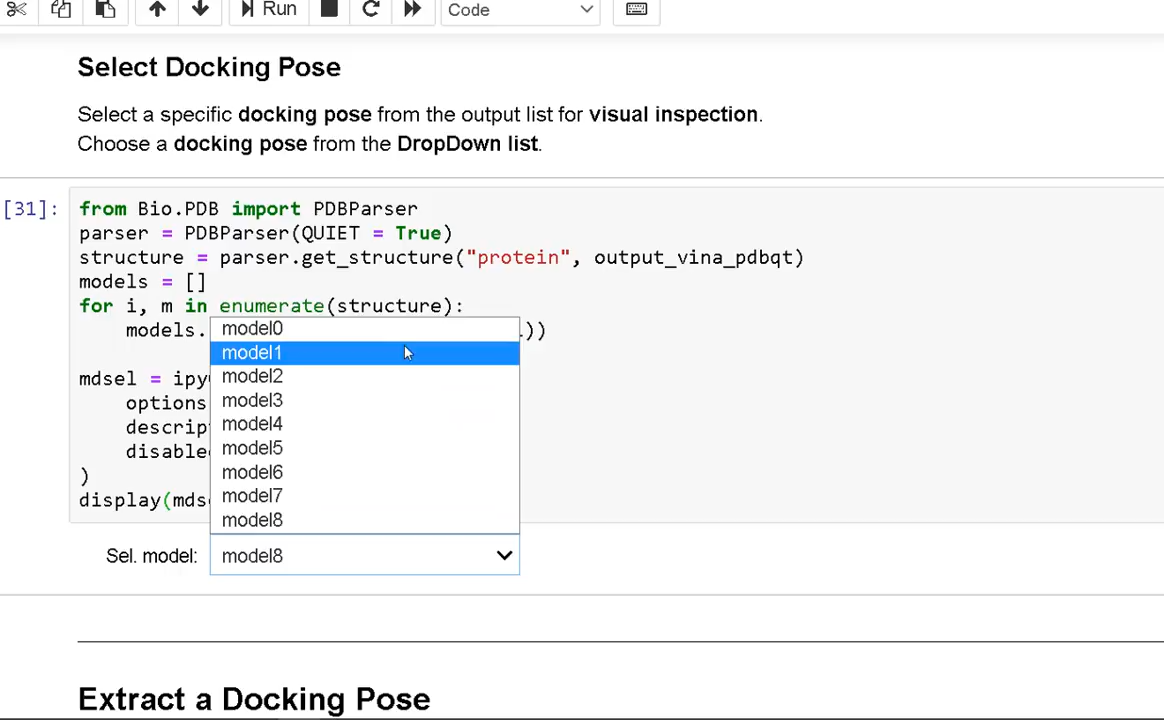 Run
Code
Select Docking Pose
Select a specific docking pose from the output list for visual inspection.
Choose a docking pose from the DropDown list.
[31]:
from Bio.PDB import PDBParser
parser = PDBParser(QUIET = True)
structure = parser.get_structure("protein", output_vina_pdbqt)
models = []
for i, m in enumerate(structure):
models. ))
model0
model1
mdsel = ipy
model2
options
model3
descrip
model4
disable
model5
)
model6
display(mds
model7
model8
Sel. model: model8
Extract a Docking Pose